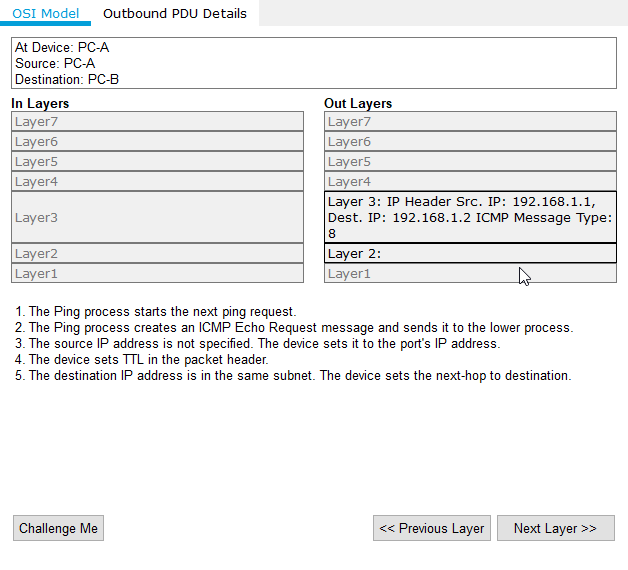 OSI Model Outbound PDU Details
At Device: PC-A
Source: PC-A
Destination: PC-B
In Layers
Layer7
Layer6
Layer5
Layer4
Layer3
Layer2
Layer1
Out Layers
Layer7
Layer6
Layer5
Layer4
Layer 3: IP Header Src. IP: 192.168.1.1,
Dest. IP: 192.168.1.2 ICMP Message Type:
8
Layer 2:
Layer1
1. The Ping process starts the next ping request.
2. The Ping process creates an ICMP Echo Request message and sends it to the lower process.
3. The source IP address is not specified. The device sets it to the port's IP address.
4. The device sets TTL in the packet header.
5. The destination IP address is in the same subnet. The device sets the next-hop to destination.
Challenge Me << Previous Layer Next Layer >>